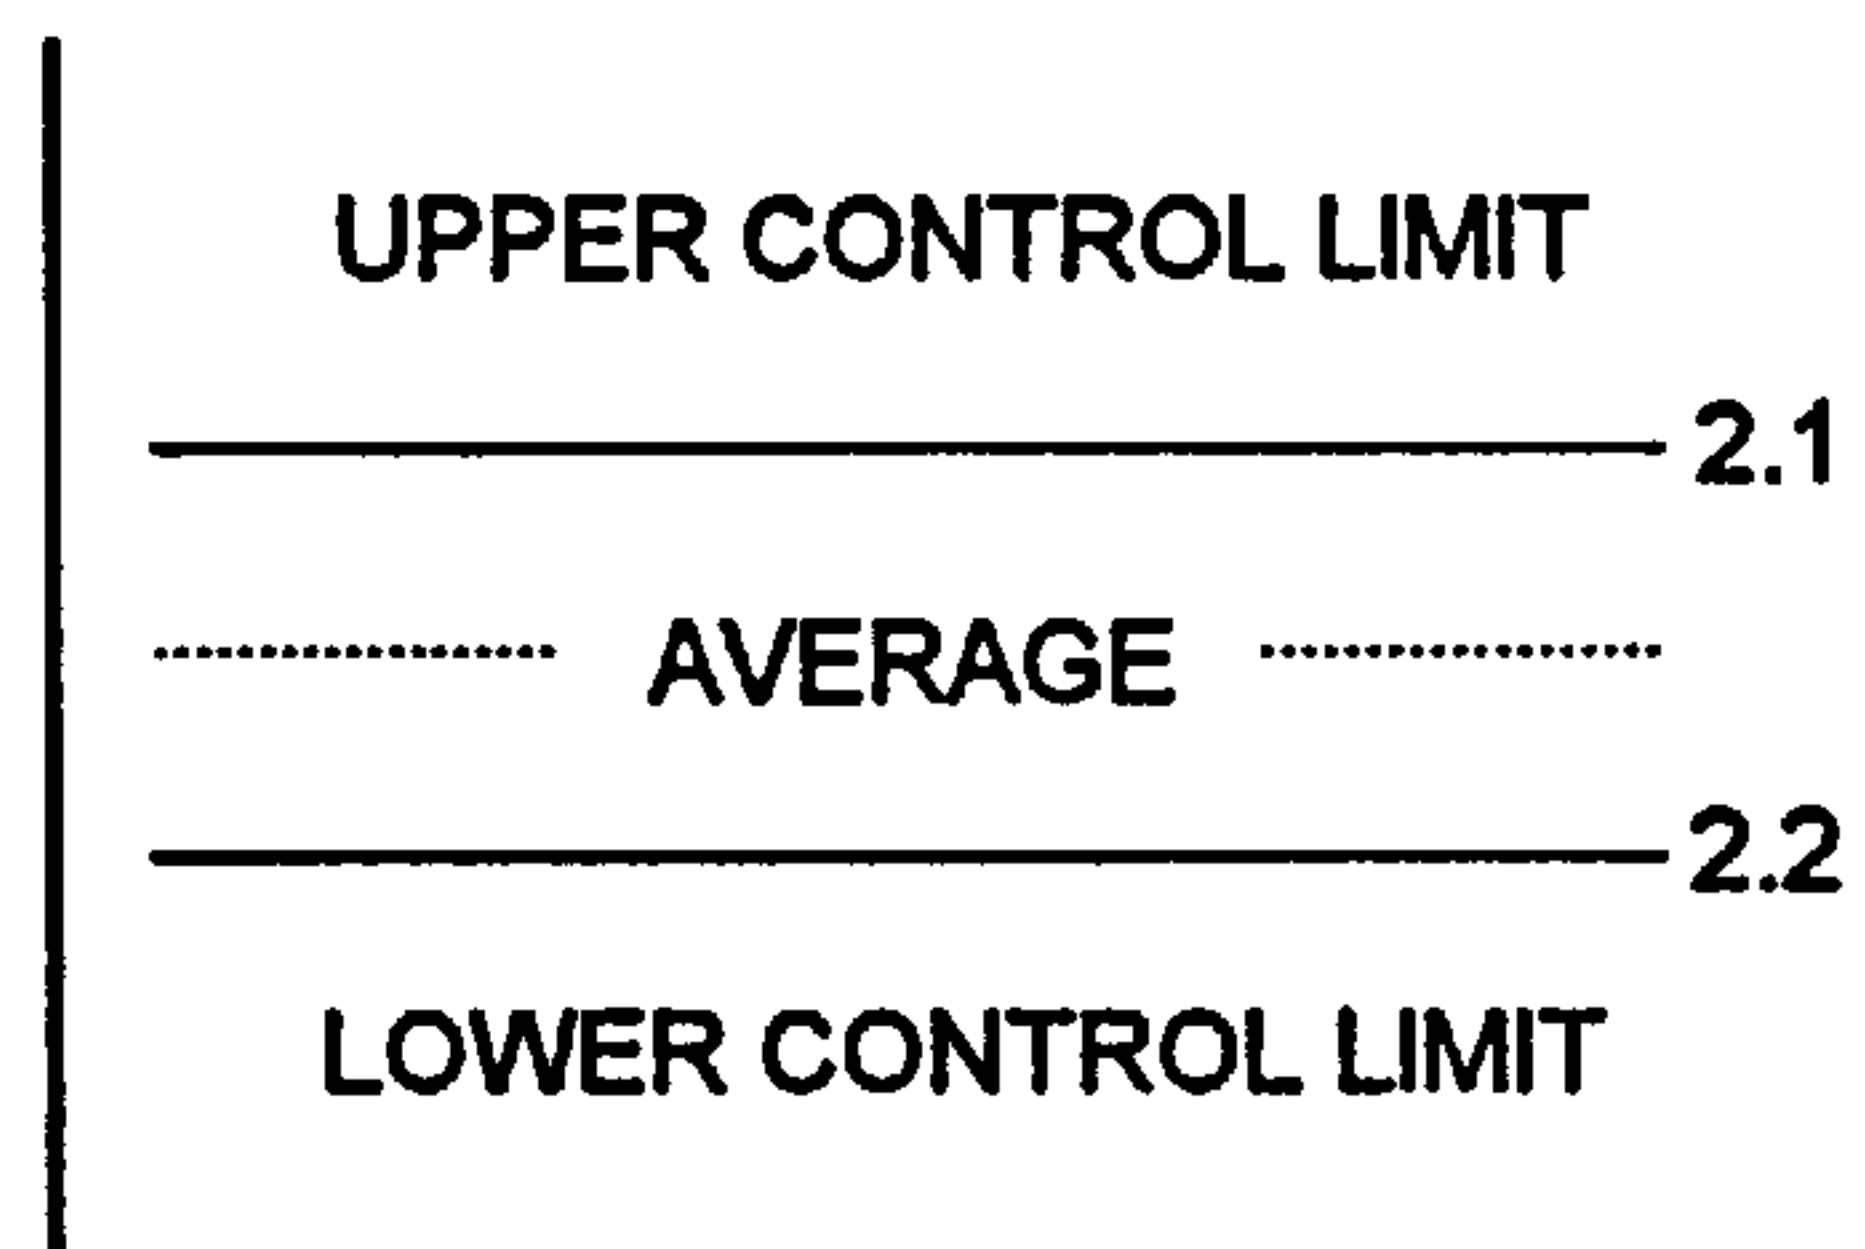 UPPER CONTROL LIMIT
2.1
AVERAGE
2.2
LOWER CONTROL LIMIT